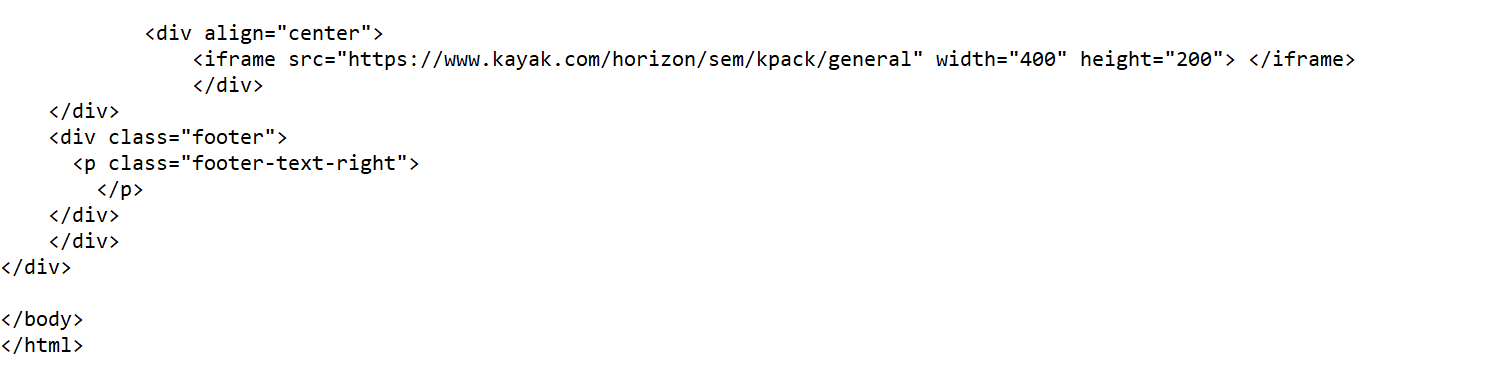 <div align="center">
<iframe src="https://www.kayak.com/horizon/sem/kpack/general" width="400" height="200"> </iframe>
</div>
</div>
<div class="footer">
<p class="footer-text-right">
</p>
</div>
</div>
</div>
</body>
</html>